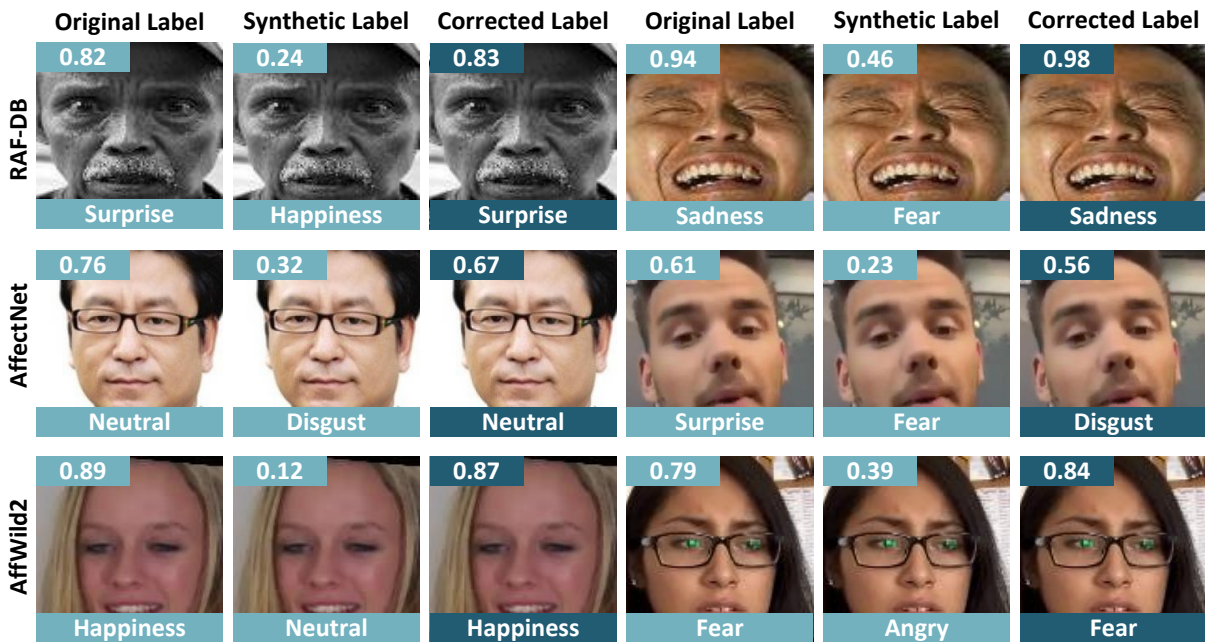 Original Label Synthetic Label Corrected Label Original Label Synthetic Label Corrected Label
RAF-DB
0.82 0.24 0.83 0.94 0.46 0.98
Surprise Happiness Surprise Sadness Fear Sadness
AffectNet
0.76 0.32 0.67 0.61 0.23 0.56
Neutral Disgust Neutral Surprise Fear Disgust
AffWild2
0.89 0.12 0.87 0.79 0.39 0.84
Happiness Neutral Happiness Fear Angry Fear